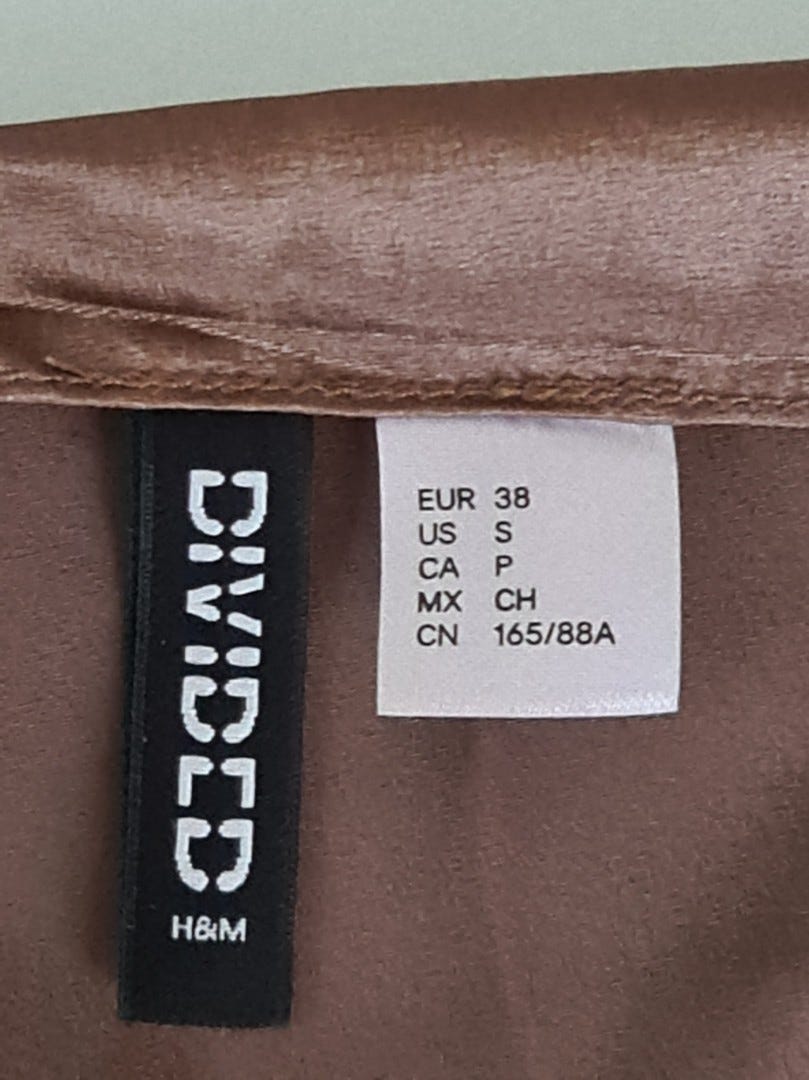 DIVIDED
H&M
EUR 38
US S
CA P
MX CH
CN 165/88A